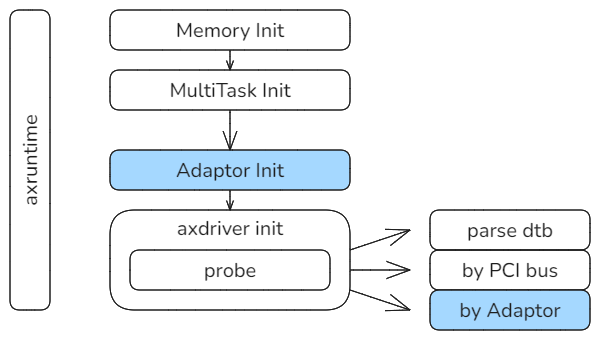 axruntime
Memory Init
MultiTask Init
Adaptor Init
axdriver init
probe
parse dtb
by PCI bus
by Adaptor